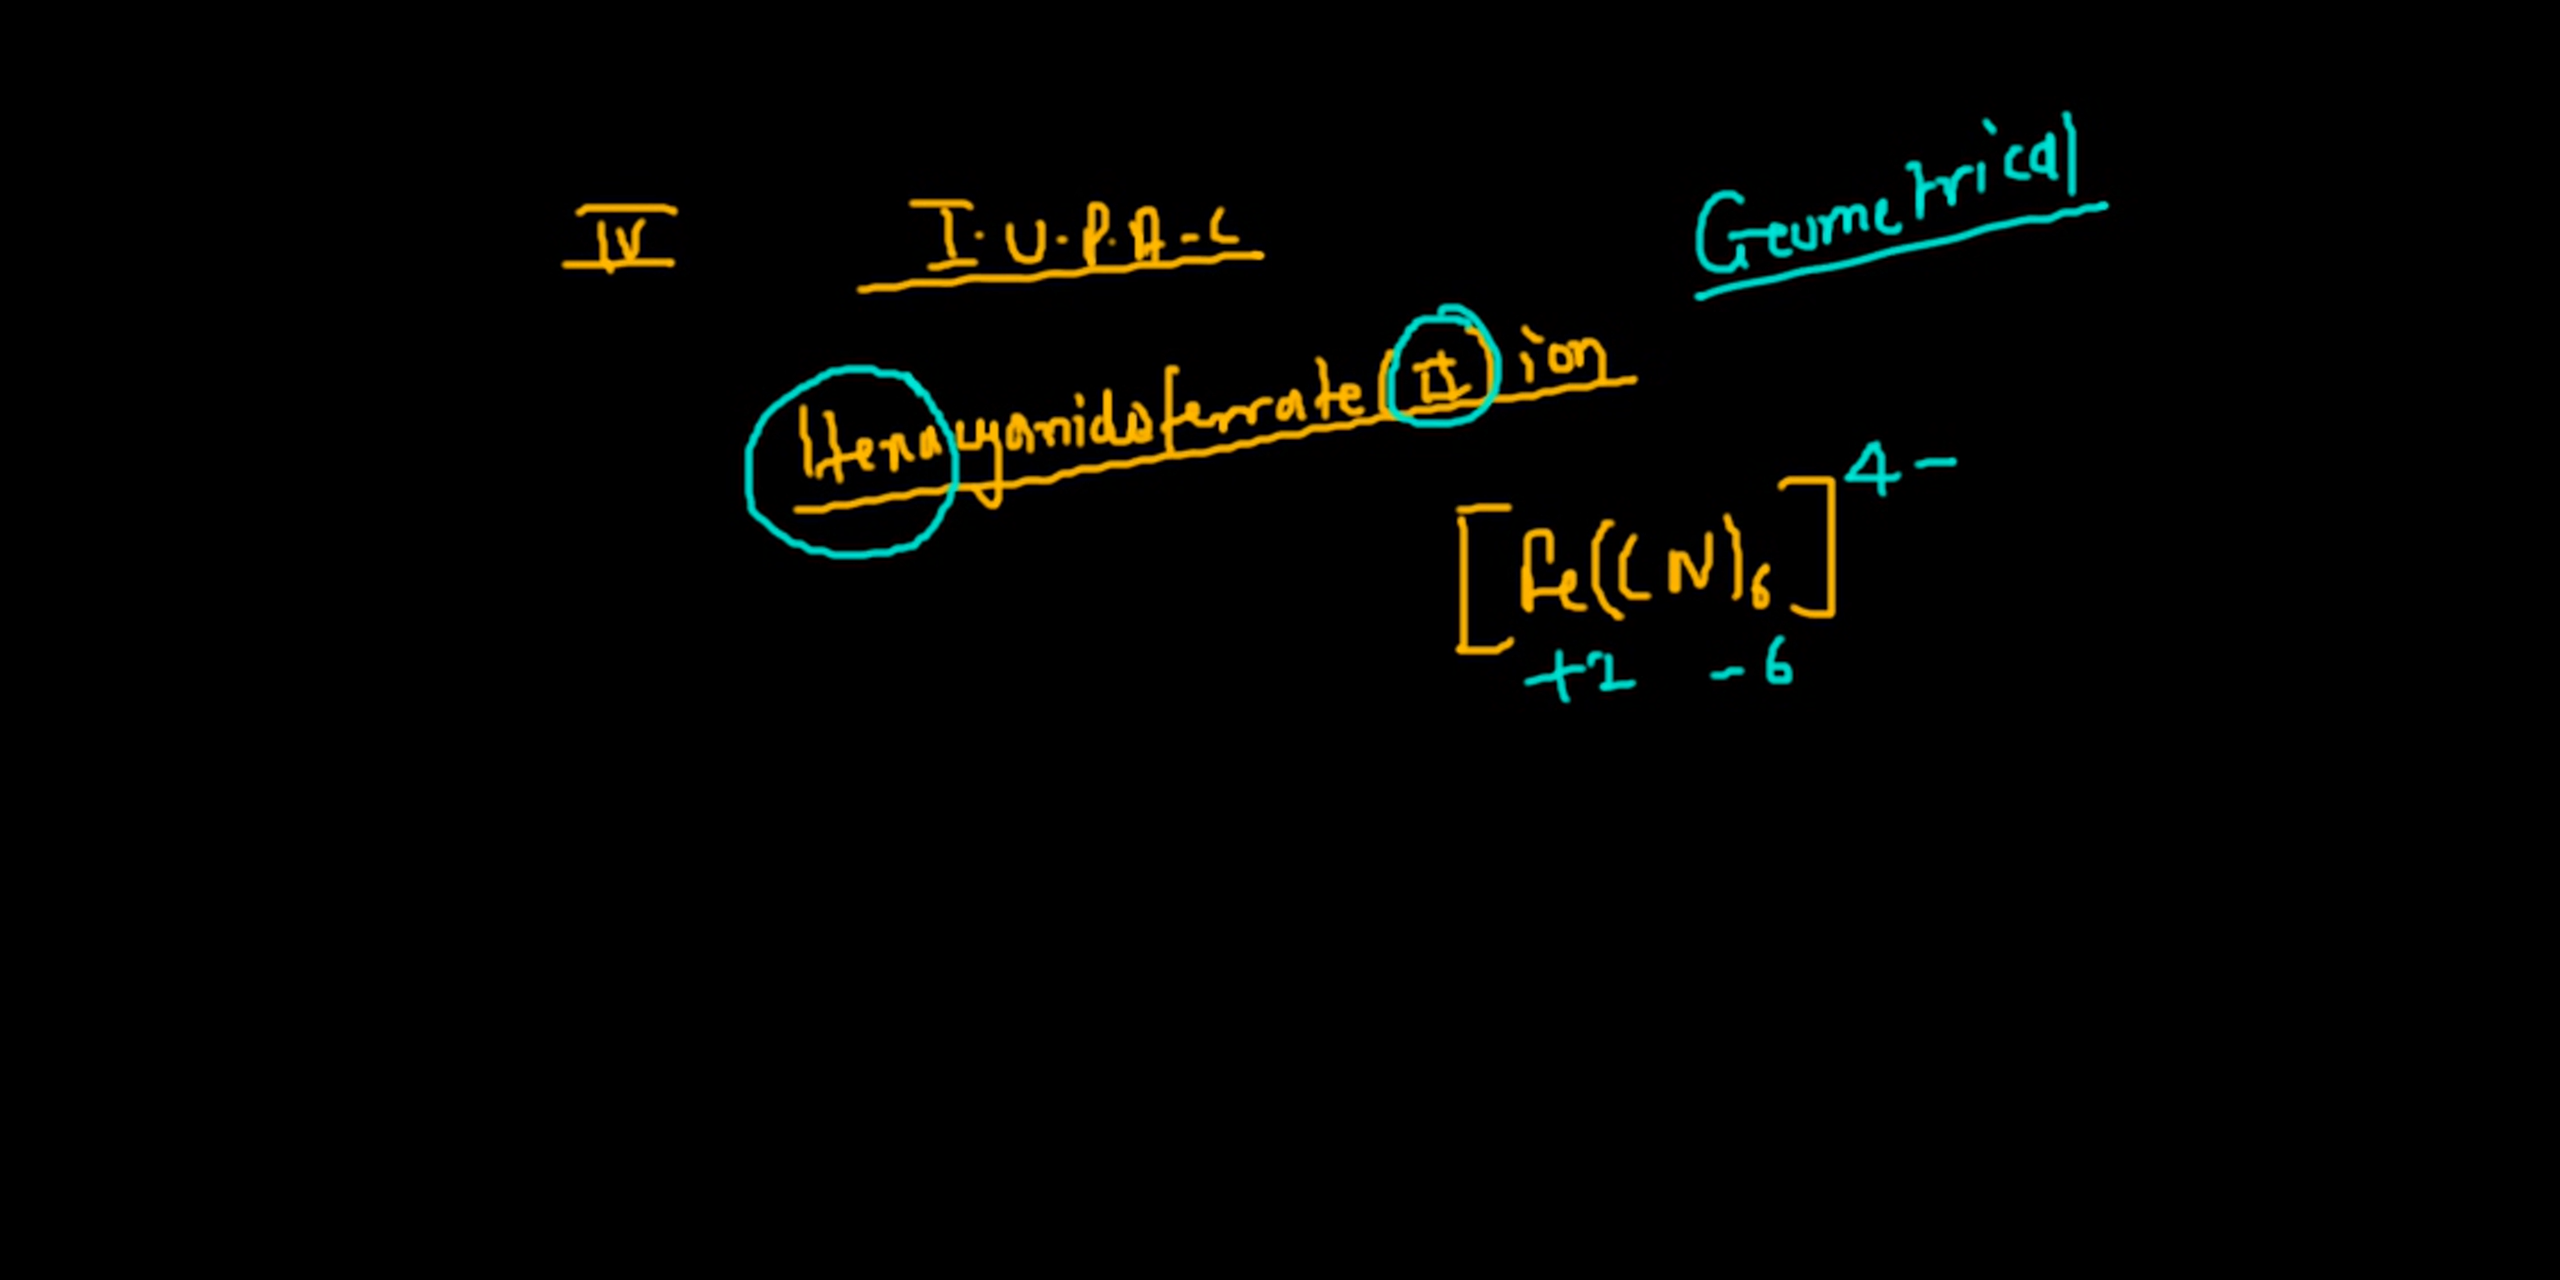 IV I.U.P.A.C
Geometrical
Hexacyanidoferrate (II) ion
[Fe(CN)6]4-
+2 -6